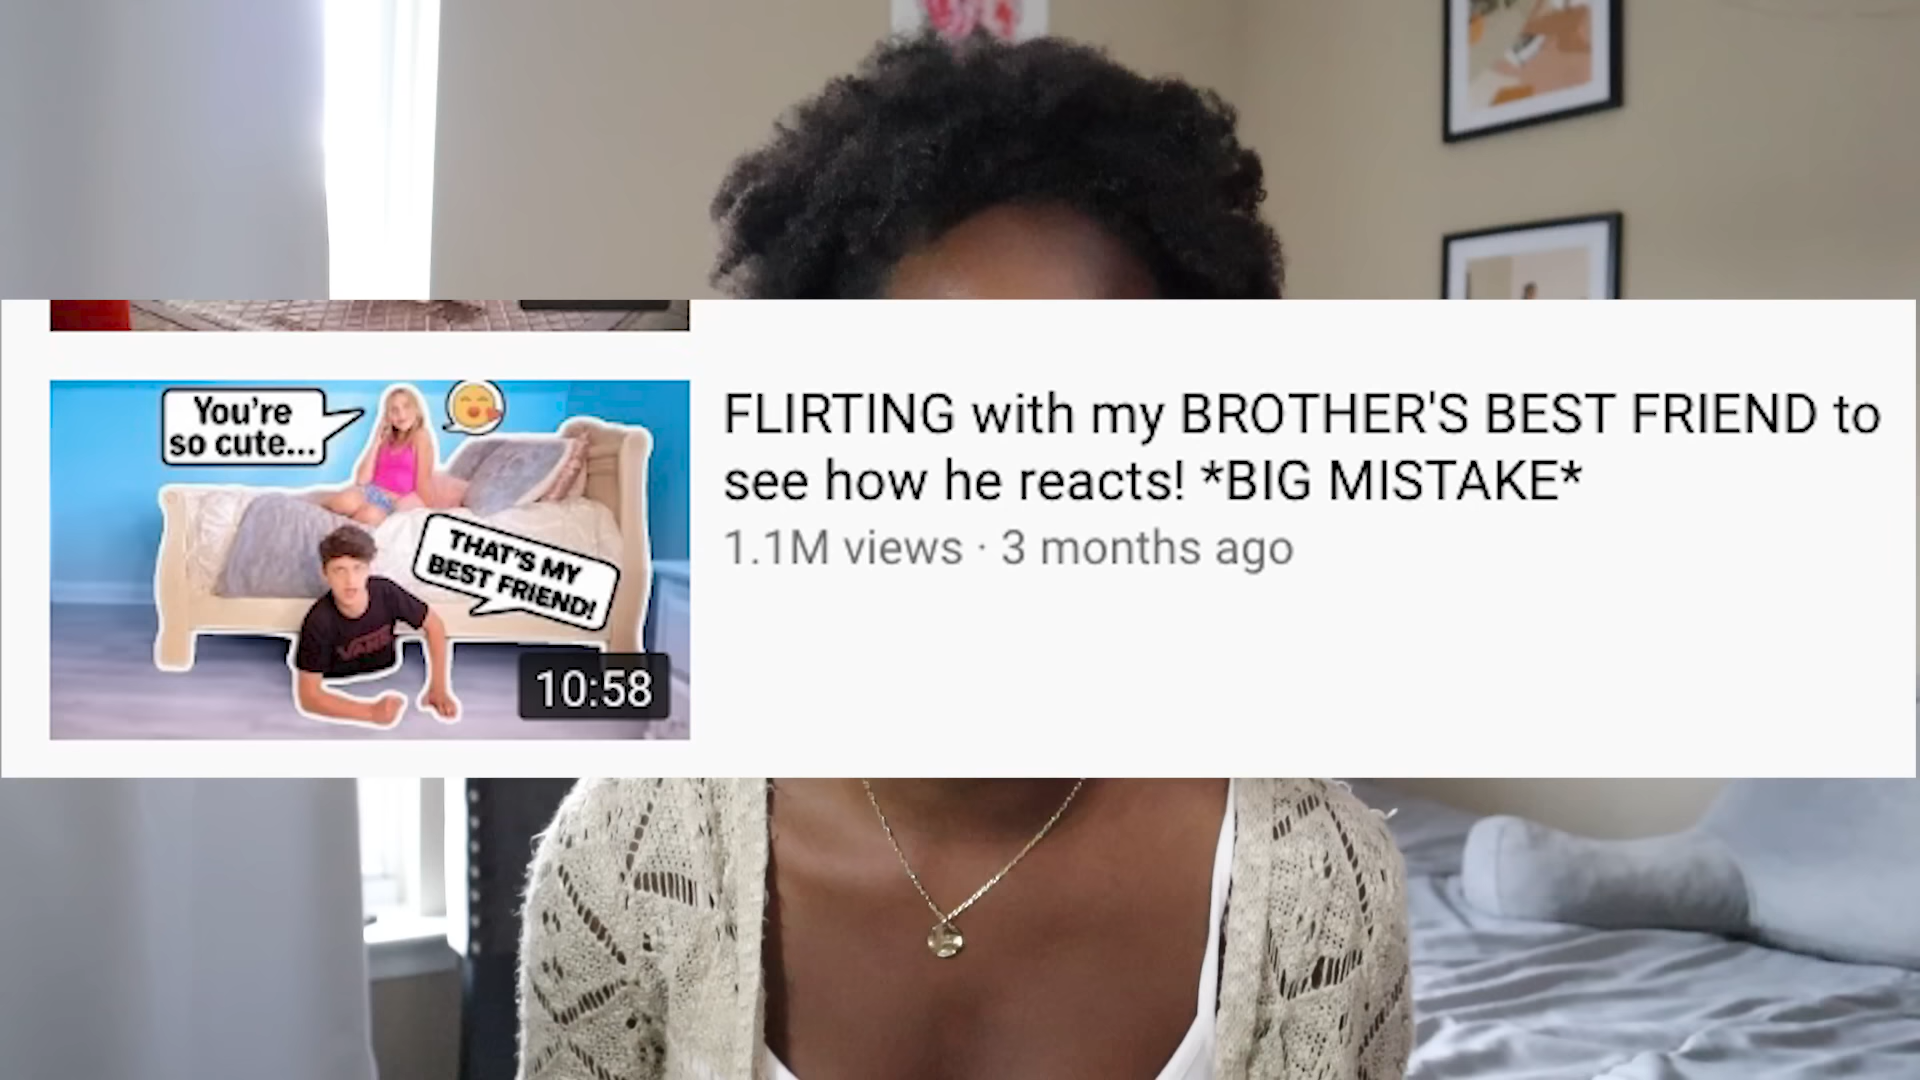 You're
so cute...
THAT'S MY
BEST FRIEND!
VANS
10:58
FLIRTING with my BROTHER'S BEST FRIEND to
see how he reacts! *BIG MISTAKE*
1.1M views · 3 months ago